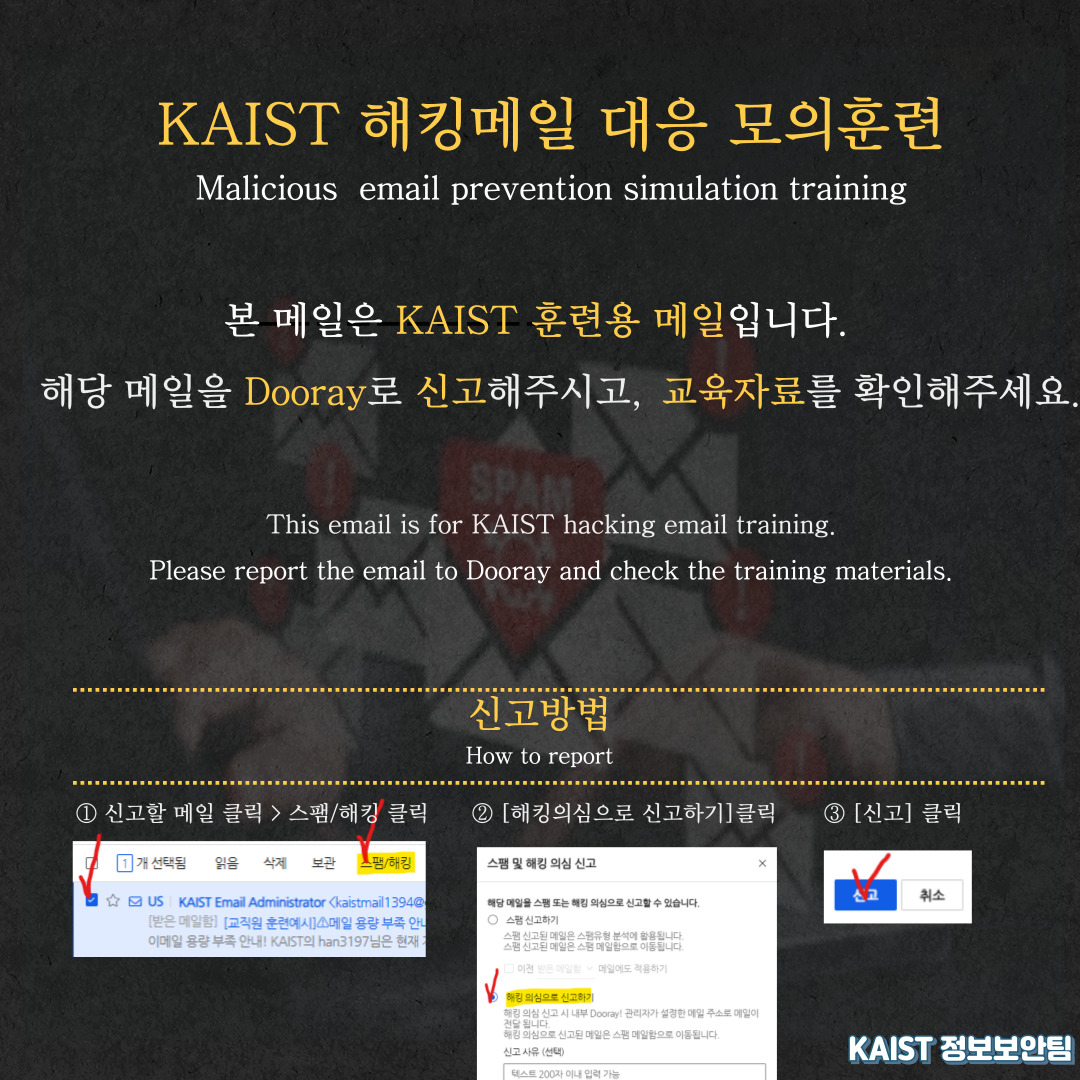 KAIST 해킹메일 대응 모의훈련
Malicious email prevention simulation training
본 메일은 KAIST 훈련용 메일입니다.
해당 메일을 Dooray로 신고해주시고, 교육자료를 확인해주세요.
SPAM
This email is for KAIST hacking email training.
Please report the email to Dooray and check the training materials.
신고방법
How to report
① 신고할 메일 클릭 > 스팸/해킹 클릭
1 개 선택됨 읽음 삭제 보관 스팸/해킹
US KAIST Email Administrator <kaistmail1394@
[받은 메일함] [교직원 훈련예시]⚠메일 용량 부족 안내
이메일 용량 부족 안내! KAIST의 han3197님은 현재
② [해킹의심으로 신고하기]클릭
스팸 및 해킹 의심 신고 ×
해당 메일을 스팸 또는 해킹 의심으로 신고할 수 있습니다.
스팸 신고하기
스팸 신고된 메일은 스팸유형 분석에 활용됩니다.
스팸 신고된 메일은 스팸 메일함으로 이동됩니다.
이전 받은 메일함 메일에도 적용하기
해킹 의심으로 신고하기
해킹 의심 신고 시 내부 Dooray! 관리자가 설정한 메일 주소로 메일이
전달 됩니다.
해킹 의심으로 신고된 메일은 스팸 메일함으로 이동됩니다.
신고 사유 (선택)
텍스트 200자 이내 입력 가능
③ [신고] 클릭
신고 취소
KAIST 정보보안팀